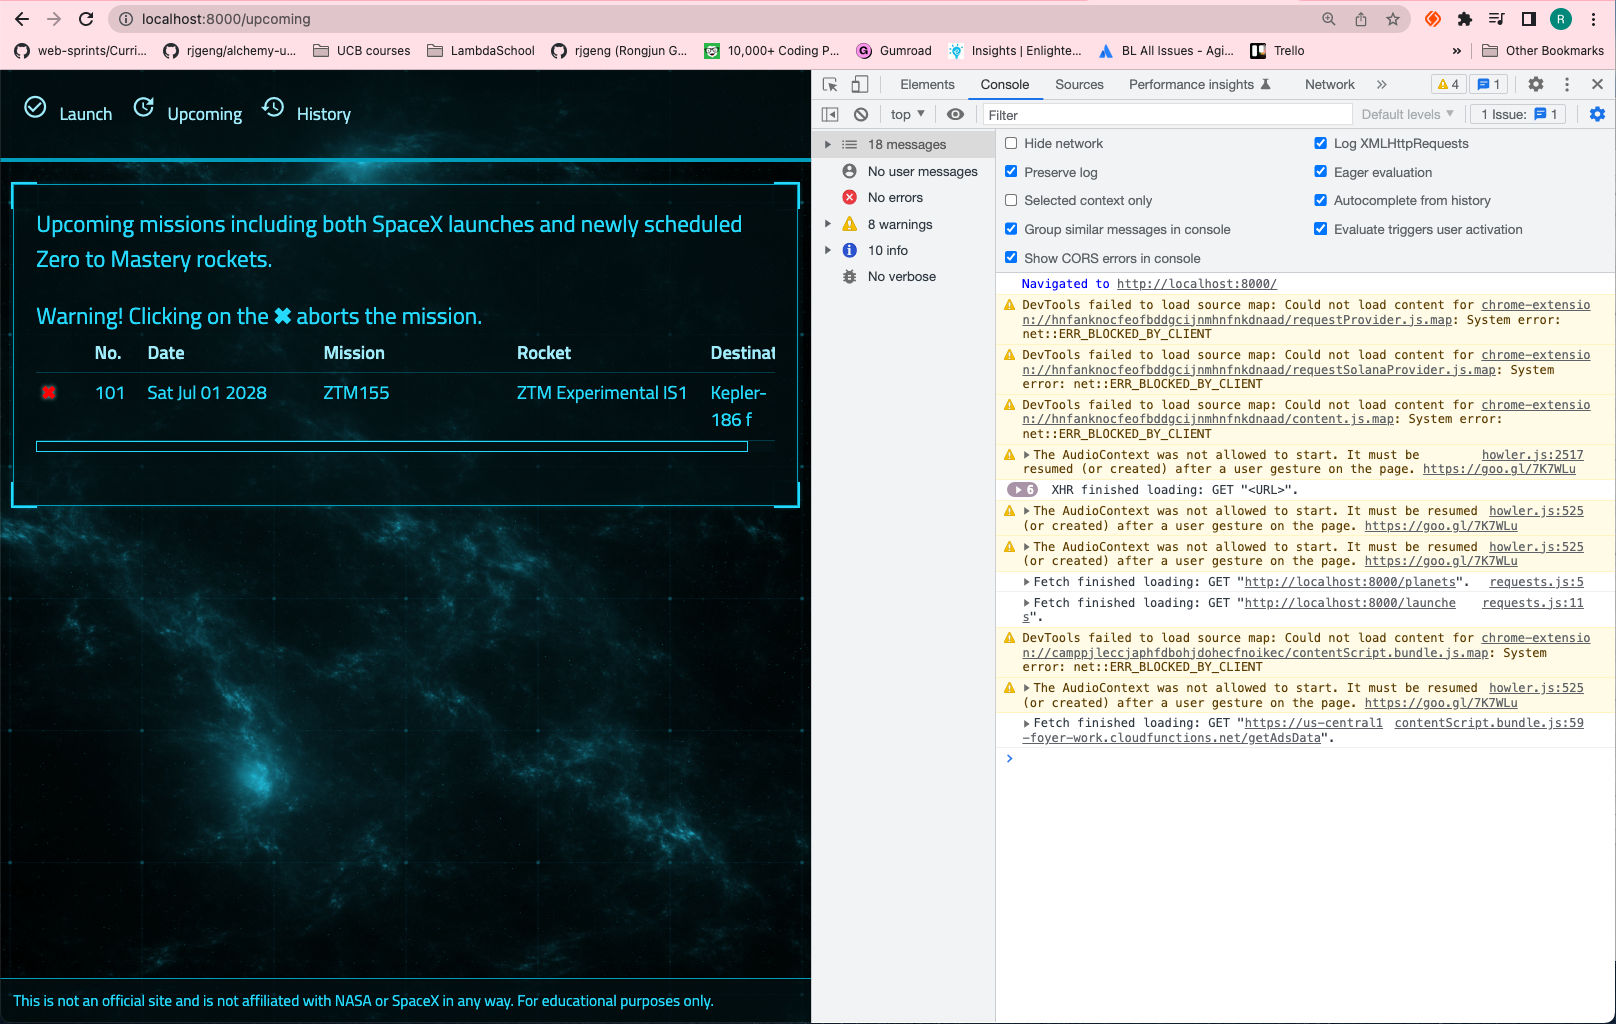 localhost:8000/upcoming
R
web-sprints/Curri...
rjgeng/alchemy-u...
UCB courses
LambdaSchool
rjgeng (Rongjun G...
10,000+ Coding P...
Gumroad
Insights | Enlighte...
BL All Issues - Agi...
Trello
»
Other Bookmarks
Launch
Upcoming
History
Upcoming missions including both SpaceX launches and newly scheduled
Zero to Mastery rockets.
Warning! Clicking on the ✖ aborts the mission.
No. Date Mission Rocket Destinat
✖ 101 Sat Jul 01 2028 ZTM155 ZTM Experimental IS1 Kepler-
186 f
This is not an official site and is not affiliated with NASA or SpaceX in any way. For educational purposes only.
Elements Console Sources Performance insights Network » 4 1
top Filter Default levels 1 Issue: 1
18 messages
No user messages
No errors
8 warnings
10 info
No verbose
Hide network Log XMLHttpRequests
Preserve log Eager evaluation
Selected context only Autocomplete from history
Group similar messages in console Evaluate triggers user activation
Show CORS errors in console
Navigated to http://localhost:8000/
DevTools failed to load source map: Could not load content for chrome-extensio
n://hnfanknocfeofbddgcijnmhnfnkdnaad/requestProvider.js.map: System error:
net::ERR_BLOCKED_BY_CLIENT
DevTools failed to load source map: Could not load content for chrome-extensio
n://hnfanknocfeofbddgcijnmhnfnkdnaad/requestSolanaProvider.js.map: System
error: net::ERR_BLOCKED_BY_CLIENT
DevTools failed to load source map: Could not load content for chrome-extensio
n://hnfanknocfeofbddgcijnmhnfnkdnaad/content.js.map: System error:
net::ERR_BLOCKED_BY_CLIENT
The AudioContext was not allowed to start. It must be howler.js:2517
resumed (or created) after a user gesture on the page. https://goo.gl/7K7WLu
6 XHR finished loading: GET "<URL>".
The AudioContext was not allowed to start. It must be resumed howler.js:525
(or created) after a user gesture on the page. https://goo.gl/7K7WLu
The AudioContext was not allowed to start. It must be resumed howler.js:525
(or created) after a user gesture on the page. https://goo.gl/7K7WLu
Fetch finished loading: GET "http://localhost:8000/planets". requests.js:5
Fetch finished loading: GET "http://localhost:8000/launche requests.js:11
s".
DevTools failed to load source map: Could not load content for chrome-extensio
n://camppjleccjaphfdbohjdohecfnoikec/contentScript.bundle.js.map: System
error: net::ERR_BLOCKED_BY_CLIENT
The AudioContext was not allowed to start. It must be resumed howler.js:525
(or created) after a user gesture on the page. https://goo.gl/7K7WLu
Fetch finished loading: GET "https://us-central1 contentScript.bundle.js:59
-foyer-work.cloudfunctions.net/getAdsData".